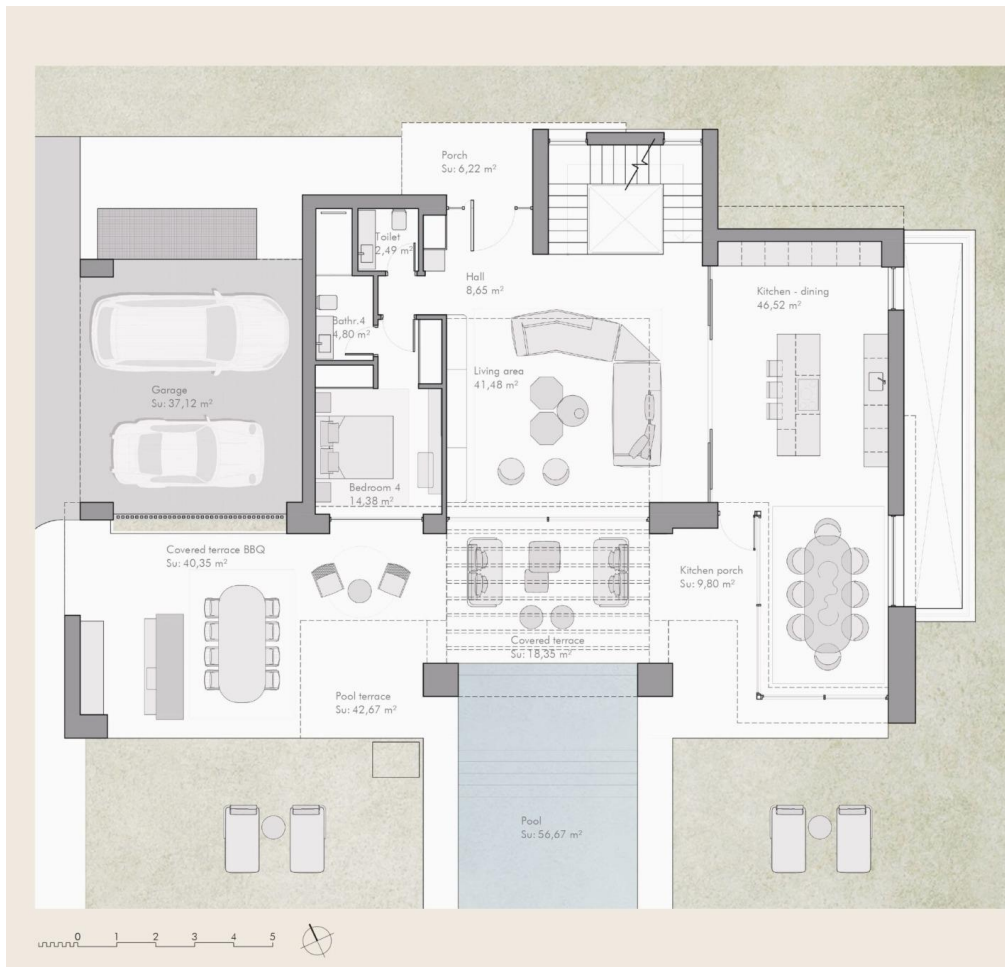 Porch
Su: 6,22 m²
Toilet
2,49 m²
Hall
8,65 m²
Kitchen - dining
46,52 m²
Bathr.4
4,80 m²
Living area
41,48 m²
Garage
Su: 37,12 m²
Bedroom 4
14,38 m²
Covered terrace BBQ
Su: 40,35 m²
Kitchen porch
Su: 9,80 m²
Covered terrace
Su: 18,35 m²
Pool terrace
Su: 42,67 m²
Pool
Su: 56,67 m²
0 1 2 3 4 5